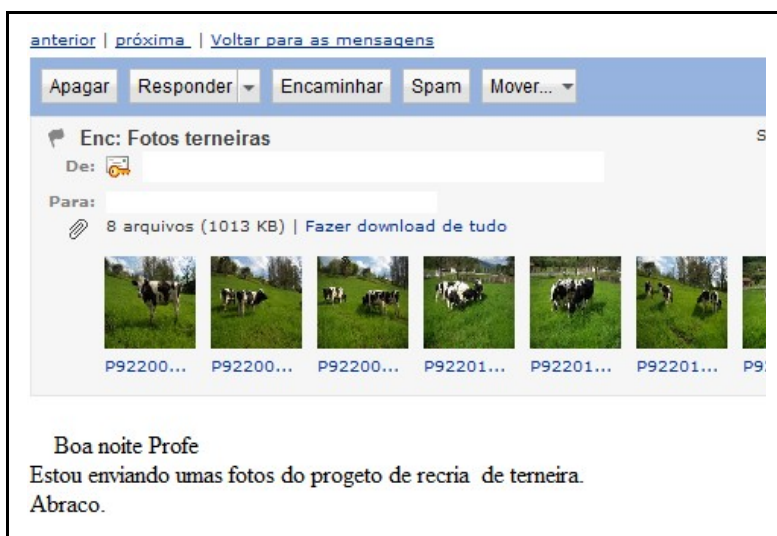 anterior | próxima | Voltar para as mensagens
Apagar Responder Encaminhar Spam Mover...
Enc: Fotos terneiras S
De:
Para:
8 arquivos (1013 KB) | Fazer download de tudo
P92200... P92200... P92200... P92201... P92201... P92201... P9
Boa noite Profe
Estou enviando umas fotos do progeto de recria de terneira.
Abraco.